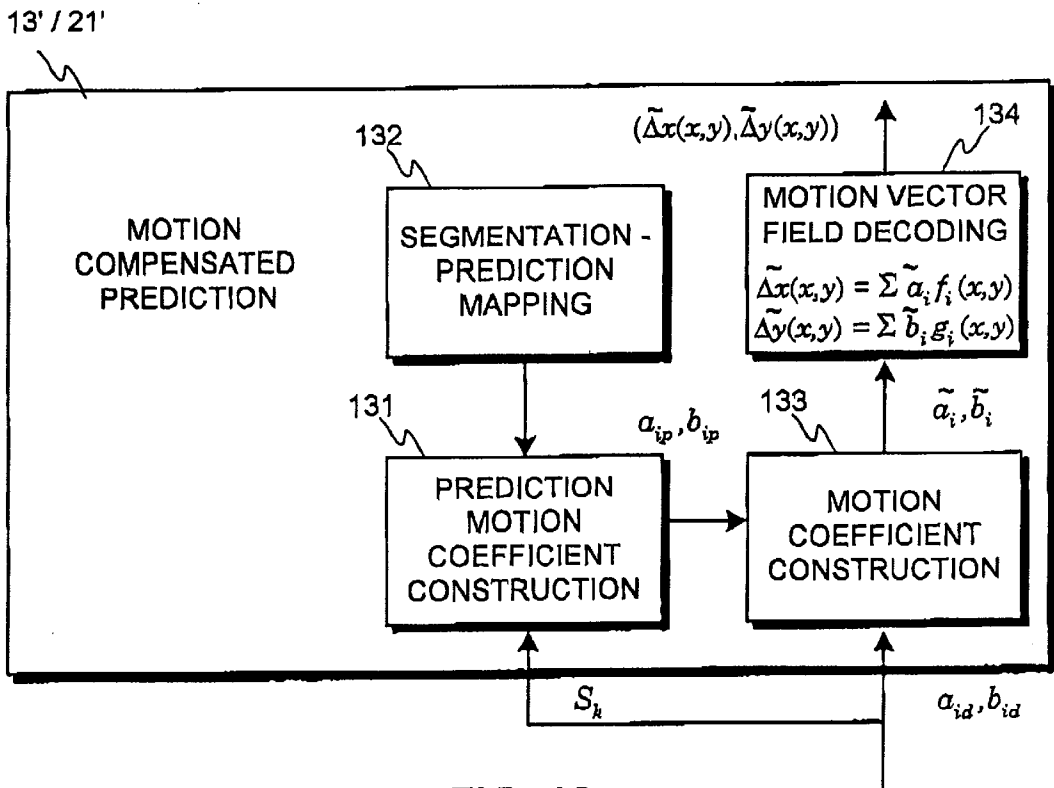 13' / 21'
(Δ̃x(x,y),Δ̃y(x,y))
134
132
MOTION
COMPENSATED
PREDICTION
SEGMENTATION -
PREDICTION
MAPPING
MOTION VECTOR
FIELD DECODING
Δ̃x(x,y) = Σ ã_i f_i (x,y)
Δ̃y(x,y) = Σ b̃_i g_i (x,y)
131
a_ip, b_ip
133
ã_i, b̃_i
PREDICTION
MOTION
COEFFICIENT
CONSTRUCTION
MOTION
COEFFICIENT
CONSTRUCTION
S_k
a_id, b_id